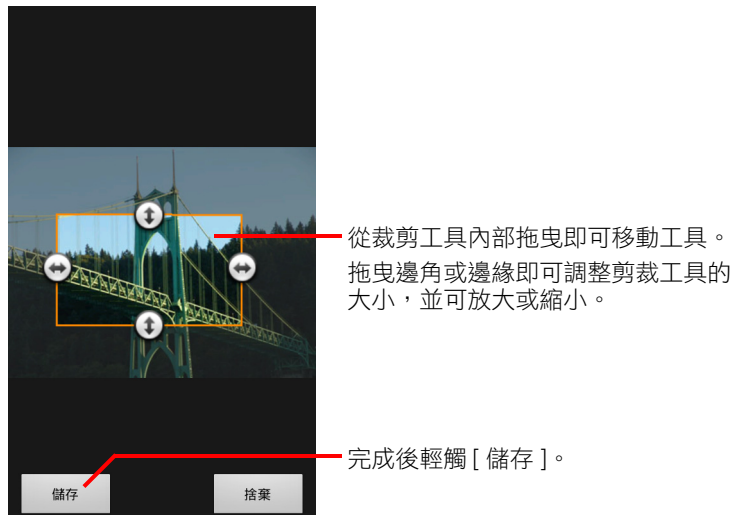 從裁剪工具內部拖曳即可移動工具。
拖曳邊角或邊緣即可調整剪裁工具的
大小，並可放大或縮小。
完成後輕觸 [ 儲存 ]。
儲存
捨棄